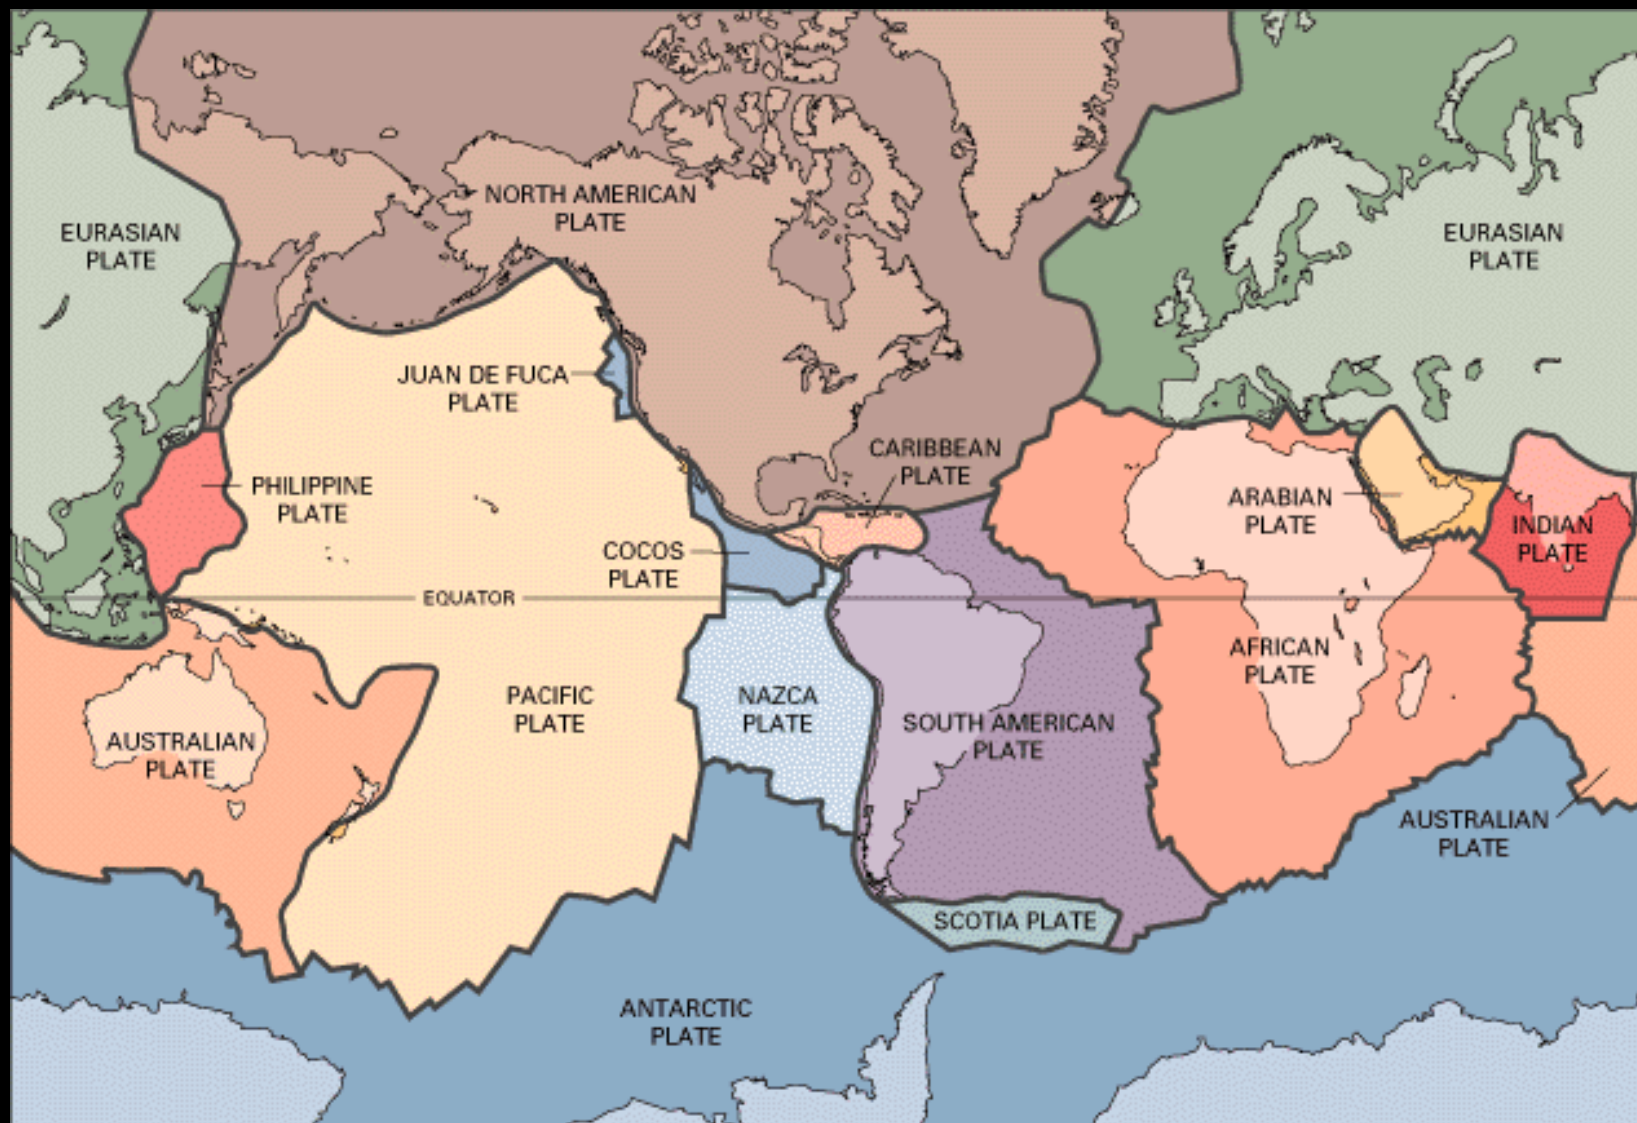 NORTH AMERICAN
PLATE
EURASIAN
PLATE
EURASIAN
PLATE
JUAN DE FUCA
PLATE
CARIBBEAN
PLATE
PHILIPPINE
PLATE
ARABIAN
PLATE
INDIAN
PLATE
COCOS
PLATE
EQUATOR
AFRICAN
PLATE
PACIFIC
PLATE
NAZCA
PLATE
SOUTH AMERICAN
PLATE
AUSTRALIAN
PLATE
AUSTRALIAN
PLATE
SCOTIA PLATE
ANTARCTIC
PLATE